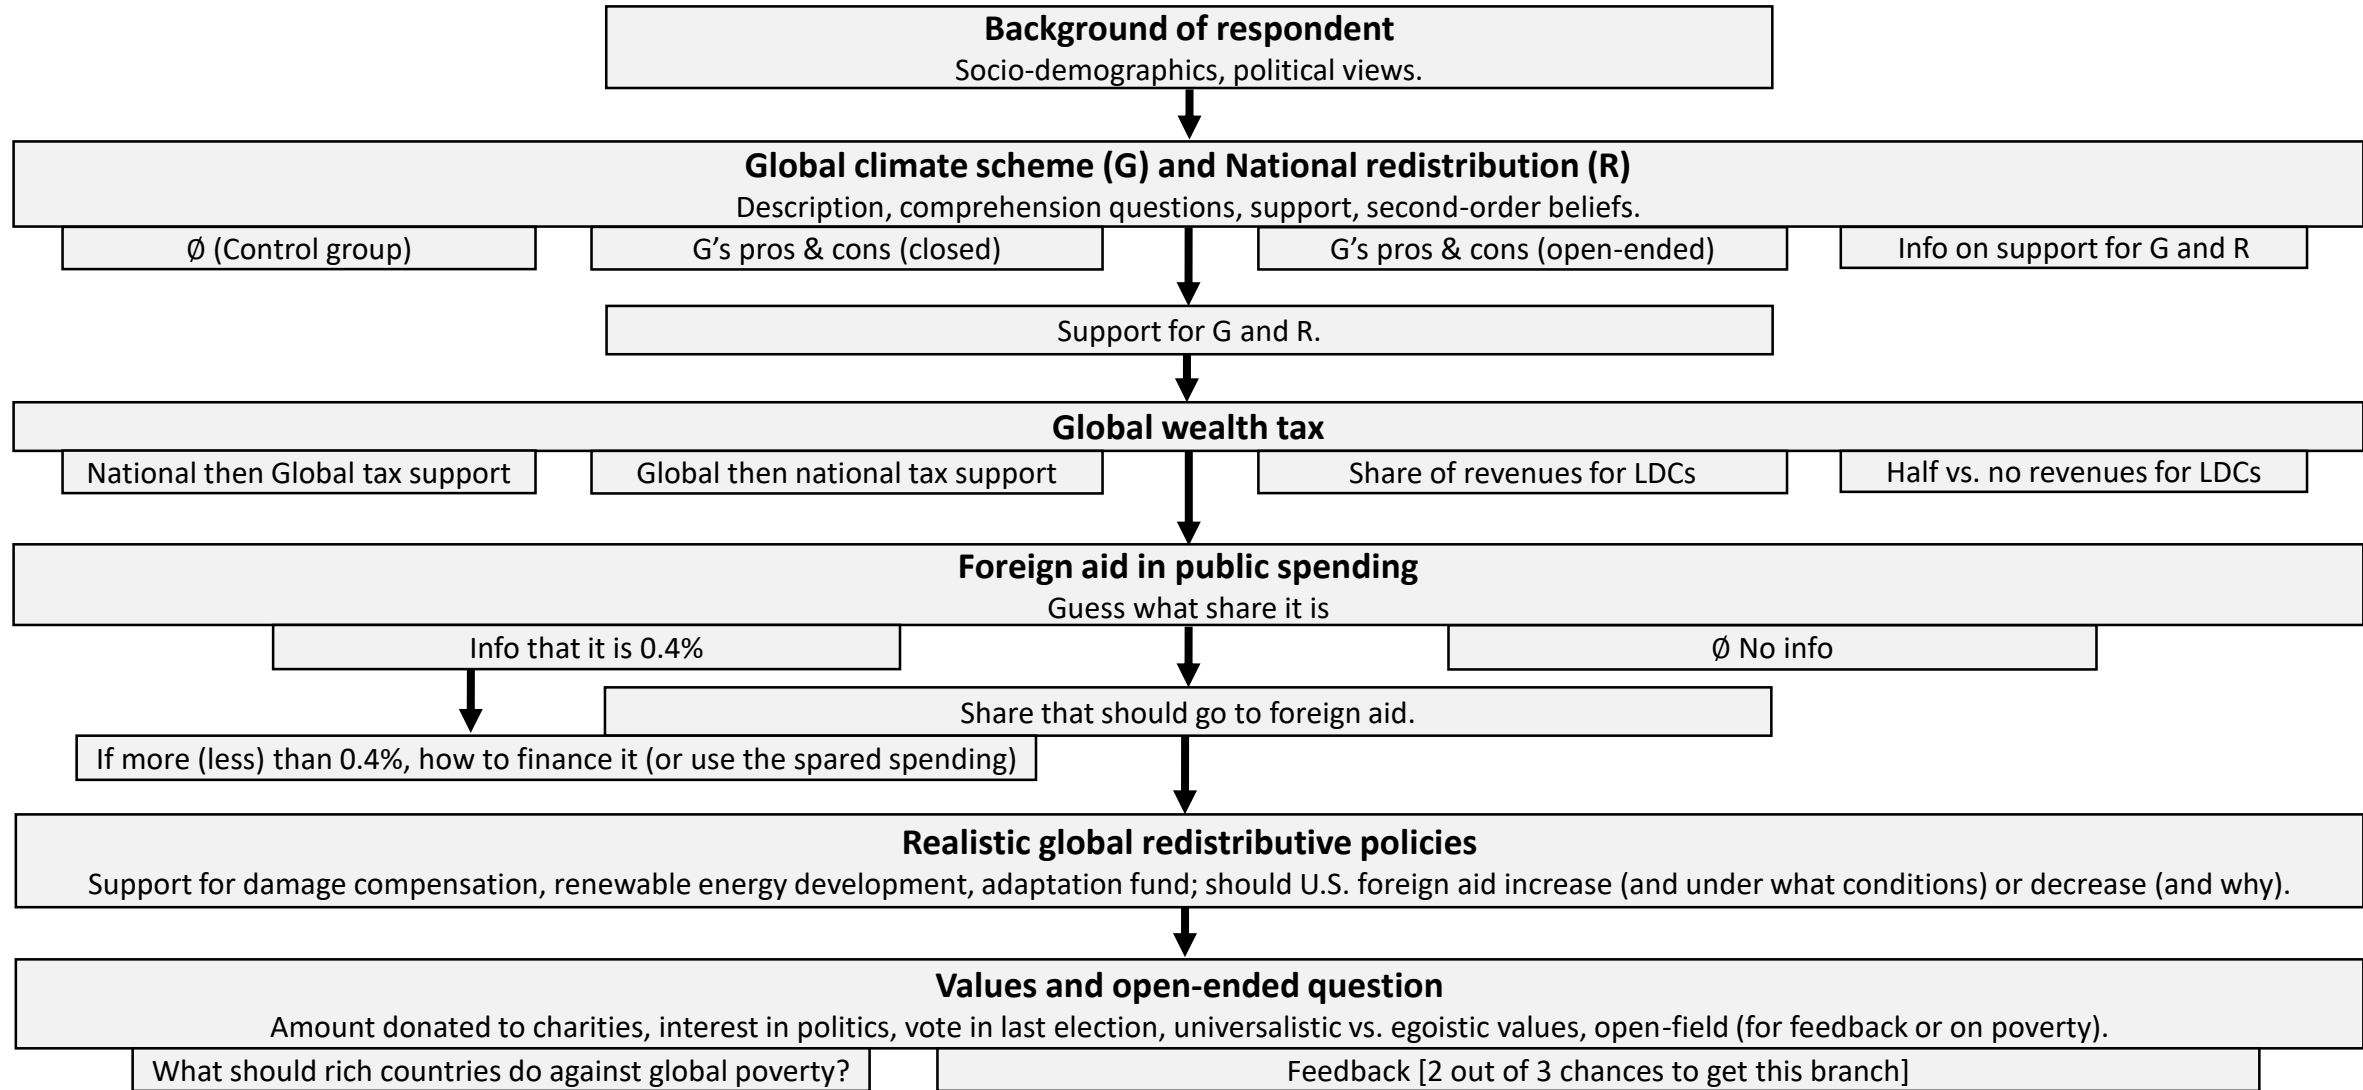 Background of respondent
Socio-demographics, political views.
Global climate scheme (G) and National redistribution (R)
Description, comprehension questions, support, second-order beliefs.
Ø (Control group)
G’s pros & cons (closed)
G’s pros & cons (open-ended)
Info on support for G and R
Support for G and R.
Global wealth tax
National then Global tax support
Global then national tax support
Share of revenues for LDCs
Half vs. no revenues for LDCs
Foreign aid in public spending
Guess what share it is
Info that it is 0.4%
Ø No info
Share that should go to foreign aid.
If more (less) than 0.4%, how to finance it (or use the spared spending)
Realistic global redistributive policies
Support for damage compensation, renewable energy development, adaptation fund; should U.S. foreign aid increase (and under what conditions) or decrease (and why).
Values and open-ended question
Amount donated to charities, interest in politics, vote in last election, universalistic vs. egoistic values, open-field (for feedback or on poverty).
What should rich countries do against global poverty?
Feedback [2 out of 3 chances to get this branch]